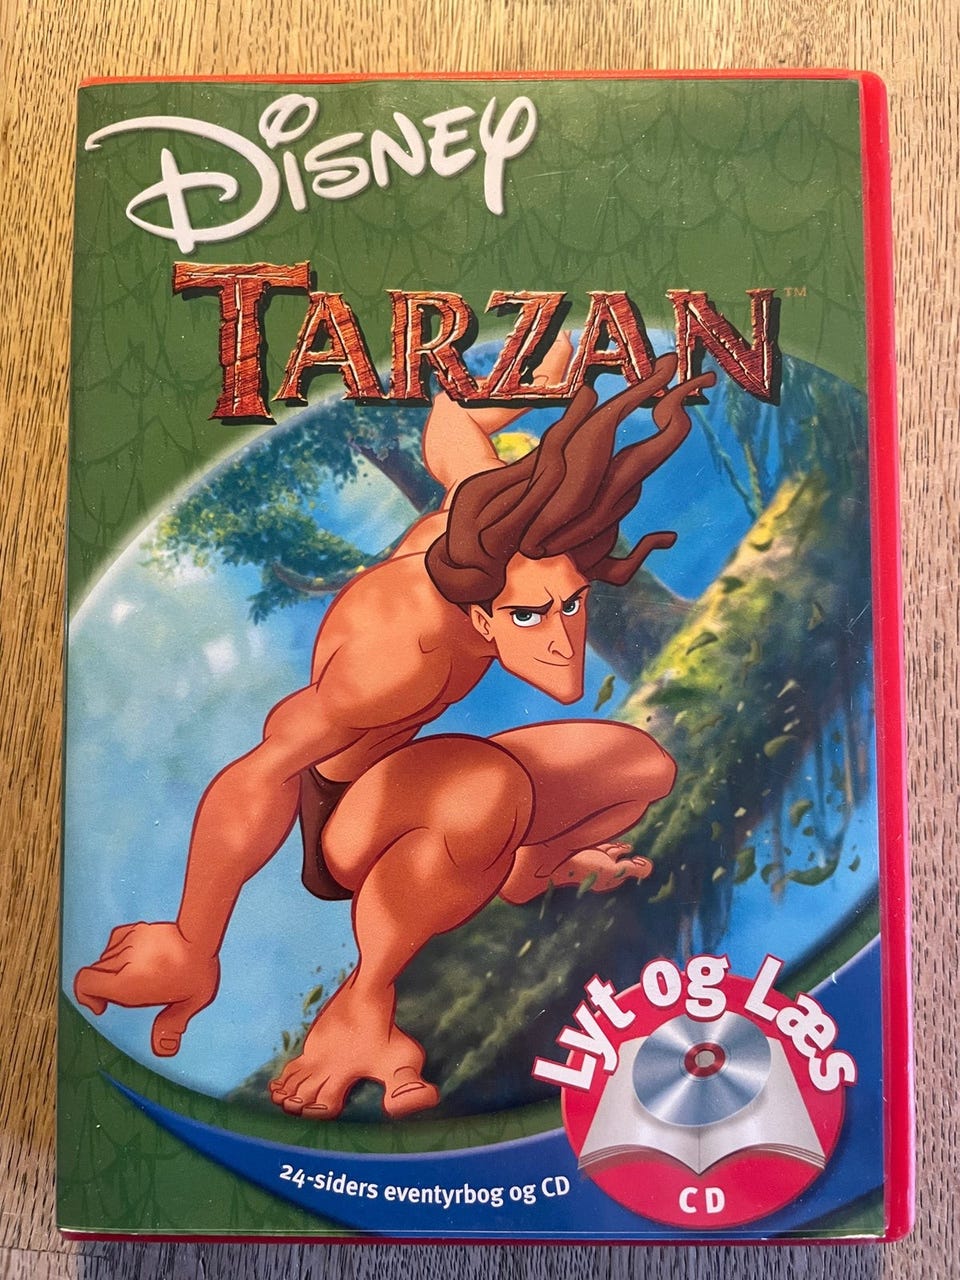 Disney
TARZAN™
Lyt og Læs
CD
24-siders eventyrbog og CD